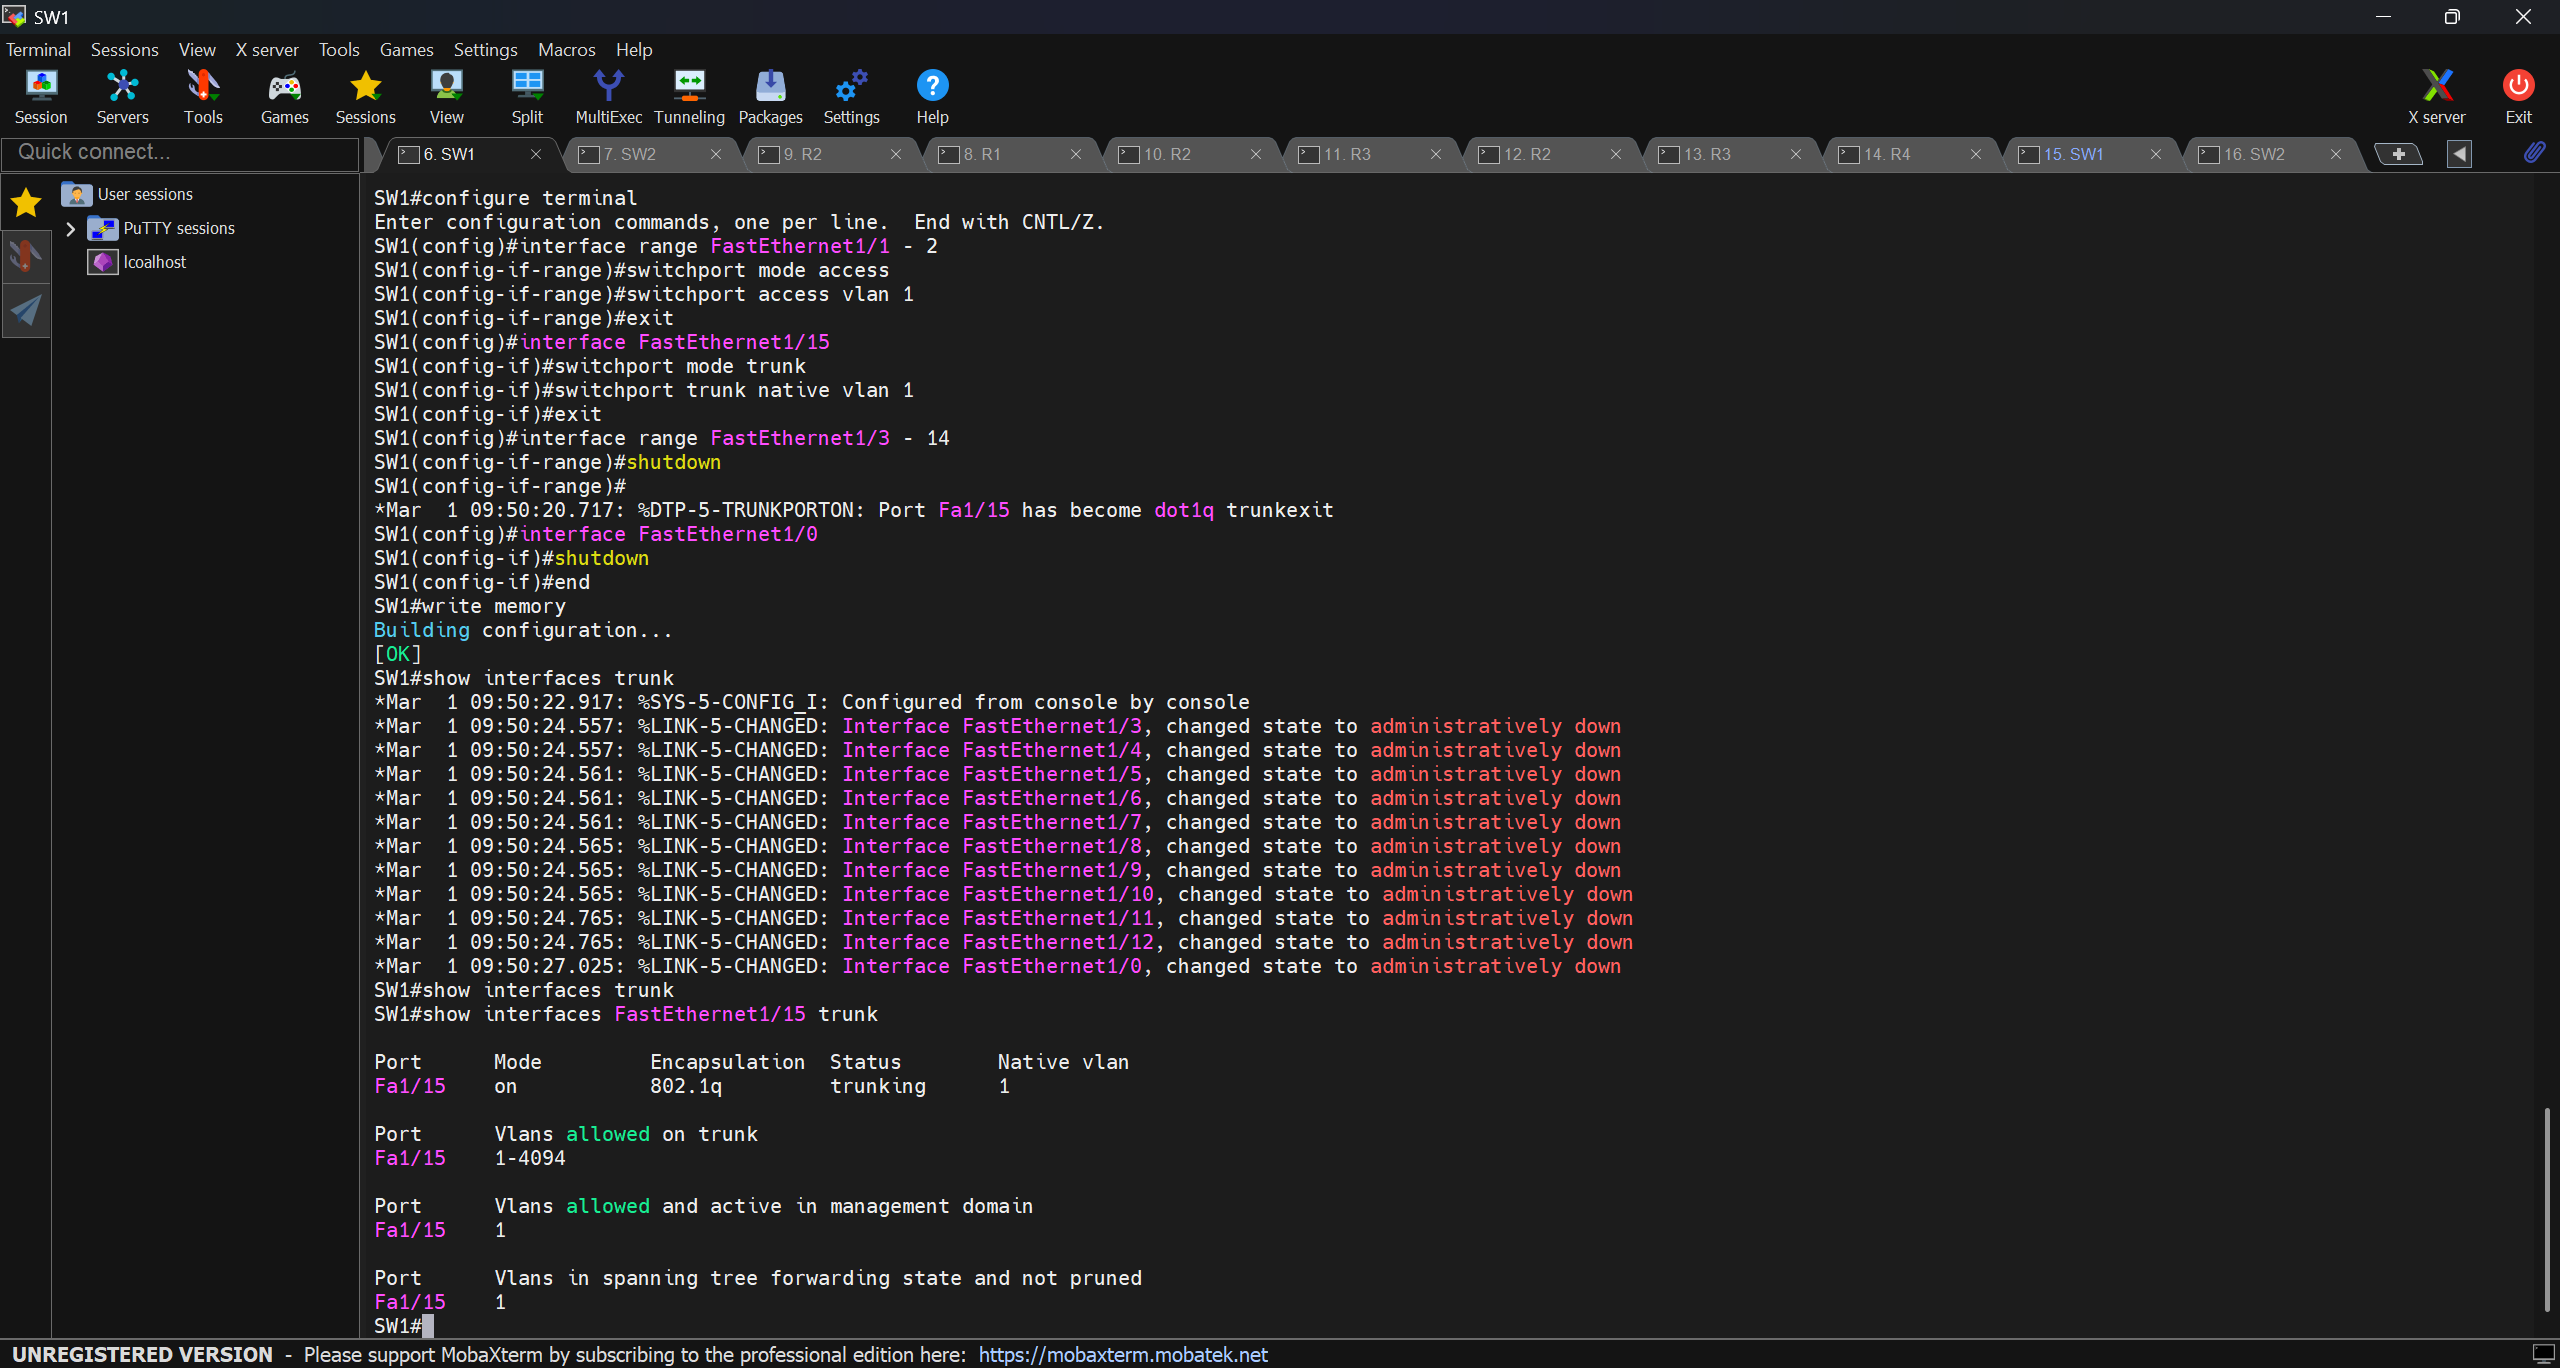 SW1
Terminal Sessions View X server Tools Games Settings Macros Help
Session Servers Tools Games Sessions View Split MultiExec Tunneling Packages Settings Help X server Exit
Quick connect... 6. SW1 7. SW2 9. R2 8. R1 10. R2 11. R3 12. R2 13. R3 14. R4 15. SW1 16. SW2
User sessions
PuTTY sessions
lcoalhost
SW1#configure terminal
Enter configuration commands, one per line.  End with CNTL/Z.
SW1(config)#interface range FastEthernet1/1 - 2
SW1(config-if-range)#switchport mode access
SW1(config-if-range)#switchport access vlan 1
SW1(config-if-range)#exit
SW1(config)#interface FastEthernet1/15
SW1(config-if)#switchport mode trunk
SW1(config-if)#switchport trunk native vlan 1
SW1(config-if)#exit
SW1(config)#interface range FastEthernet1/3 - 14
SW1(config-if-range)#shutdown
SW1(config-if-range)#
*Mar  1 09:50:20.717: %DTP-5-TRUNKPORTON: Port Fa1/15 has become dot1q trunkexit
SW1(config)#interface FastEthernet1/0
SW1(config-if)#shutdown
SW1(config-if)#end
SW1#write memory
Building configuration...
[OK]
SW1#show interfaces trunk
*Mar  1 09:50:22.917: %SYS-5-CONFIG_I: Configured from console by console
*Mar  1 09:50:24.557: %LINK-5-CHANGED: Interface FastEthernet1/3, changed state to administratively down
*Mar  1 09:50:24.557: %LINK-5-CHANGED: Interface FastEthernet1/4, changed state to administratively down
*Mar  1 09:50:24.561: %LINK-5-CHANGED: Interface FastEthernet1/5, changed state to administratively down
*Mar  1 09:50:24.561: %LINK-5-CHANGED: Interface FastEthernet1/6, changed state to administratively down
*Mar  1 09:50:24.561: %LINK-5-CHANGED: Interface FastEthernet1/7, changed state to administratively down
*Mar  1 09:50:24.565: %LINK-5-CHANGED: Interface FastEthernet1/8, changed state to administratively down
*Mar  1 09:50:24.565: %LINK-5-CHANGED: Interface FastEthernet1/9, changed state to administratively down
*Mar  1 09:50:24.565: %LINK-5-CHANGED: Interface FastEthernet1/10, changed state to administratively down
*Mar  1 09:50:24.765: %LINK-5-CHANGED: Interface FastEthernet1/11, changed state to administratively down
*Mar  1 09:50:24.765: %LINK-5-CHANGED: Interface FastEthernet1/12, changed state to administratively down
*Mar  1 09:50:27.025: %LINK-5-CHANGED: Interface FastEthernet1/0, changed state to administratively down
SW1#show interfaces trunk
SW1#show interfaces FastEthernet1/15 trunk
Port      Mode         Encapsulation  Status        Native vlan
Fa1/15    on           802.1q         trunking      1
Port      Vlans allowed on trunk
Fa1/15    1-4094
Port      Vlans allowed and active in management domain
Fa1/15    1
Port      Vlans in spanning tree forwarding state and not pruned
Fa1/15    1
SW1#
UNREGISTERED VERSION - Please support MobaXterm by subscribing to the professional edition here: https://mobaxterm.mobatek.net